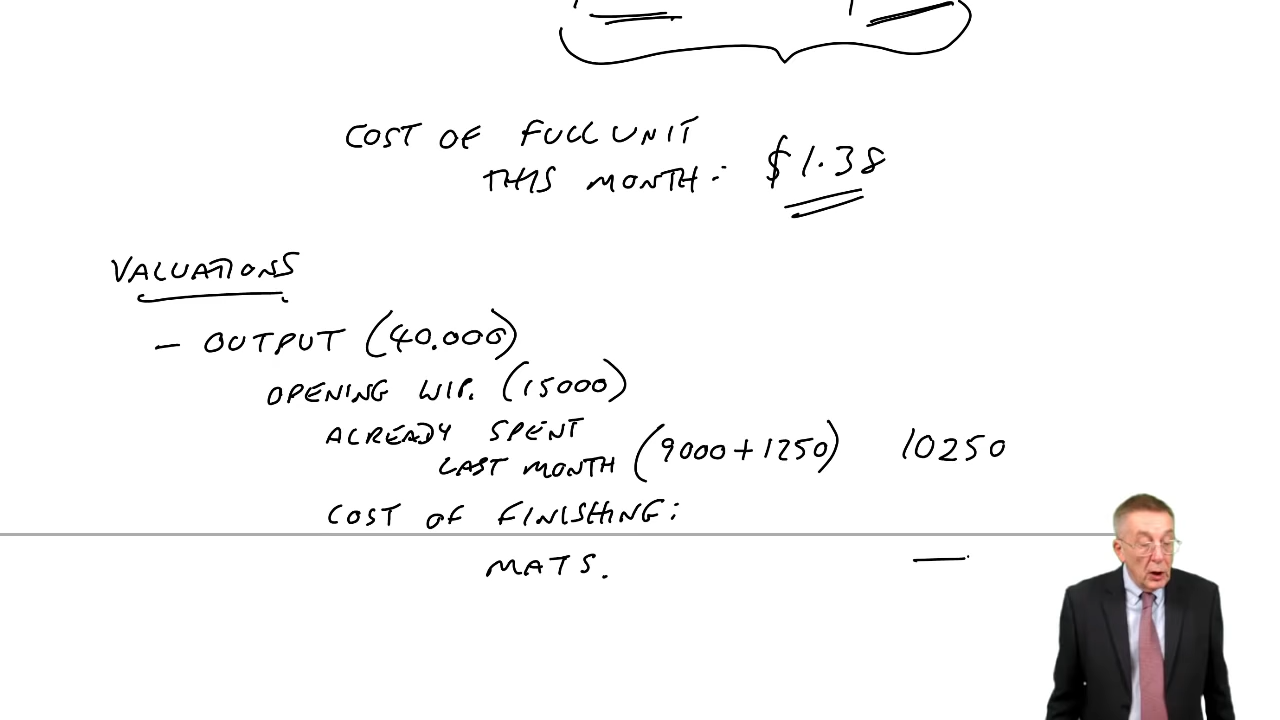 COST OF FULL UNIT
THIS MONTH: $1.38
VALUATIONS
— OUTPUT (40.000)
OPENING WIP. (15000)
ALREADY SPENT
LAST MONTH (9000+1250) 10250
COST OF FINISHING:
MATS. —